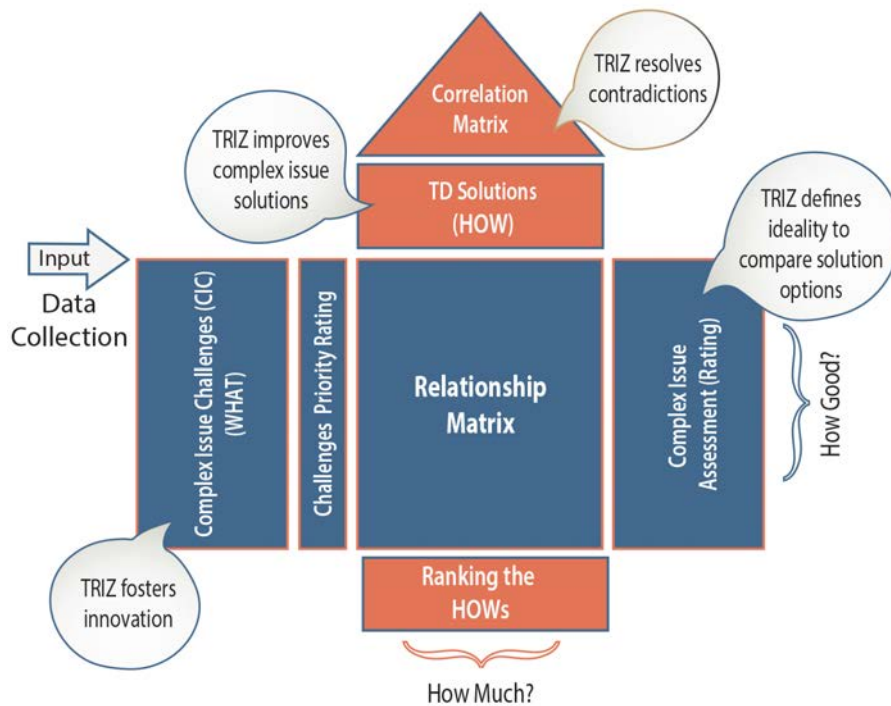 Correlation
Matrix
TRIZ resolves
contradictions
TRIZ improves
complex issue
solutions
TD Solutions
(HOW)
TRIZ defines
ideality to
compare solution
options
Input
Data
Collection
Complex Issue Challenges (CIC)
(WHAT)
Challenges Priority Rating
Relationship
Matrix
Complex Issue
Assessment (Rating)
How Good?
TRIZ fosters
innovation
Ranking the
HOWs
How Much?